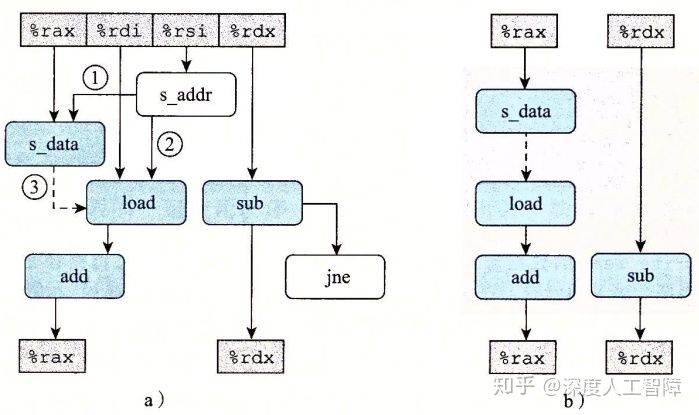 %rax %rdi %rsi %rdx
①
s_addr
s_data
②
③
load
sub
add
jne
%rax
%rdx
a)
%rax
%rdx
s_data
load
add
sub
%rax
%rdx
b)
知乎 @深度人工智障